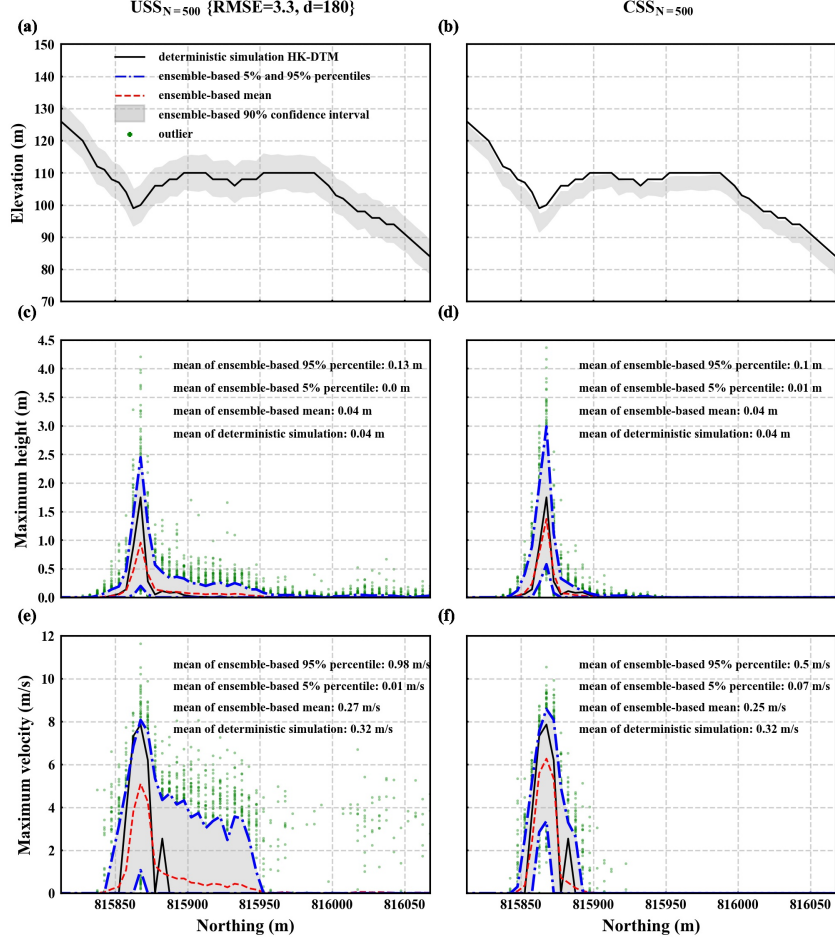 USS_{N=500} {RMSE=3.3, d=180}
CSS_{N=500}
(a)
(b)
150
140
130
120
110
100
90
80
70
Elevation (m)
deterministic simulation HK-DTM
ensemble-based 5% and 95% percentiles
ensemble-based mean
ensemble-based 90% confidence interval
outlier
(c)
(d)
4.5
4.0
3.5
3.0
2.5
2.0
1.5
1.0
0.5
0.0
Maximum height (m)
mean of ensemble-based 95% percentile: 0.13 m
mean of ensemble-based 5% percentile: 0.0 m
mean of ensemble-based mean: 0.04 m
mean of deterministic simulation: 0.04 m
mean of ensemble-based 95% percentile: 0.1 m
mean of ensemble-based 5% percentile: 0.01 m
mean of ensemble-based mean: 0.04 m
mean of deterministic simulation: 0.04 m
(e)
(f)
12
10
8
6
4
2
0
Maximum velocity (m/s)
mean of ensemble-based 95% percentile: 0.98 m/s
mean of ensemble-based 5% percentile: 0.01 m/s
mean of ensemble-based mean: 0.27 m/s
mean of deterministic simulation: 0.32 m/s
mean of ensemble-based 95% percentile: 0.5 m/s
mean of ensemble-based 5% percentile: 0.07 m/s
mean of ensemble-based mean: 0.25 m/s
mean of deterministic simulation: 0.32 m/s
815850 815900 815950 816000 816050
815850 815900 815950 816000 816050
Northing (m)
Northing (m)